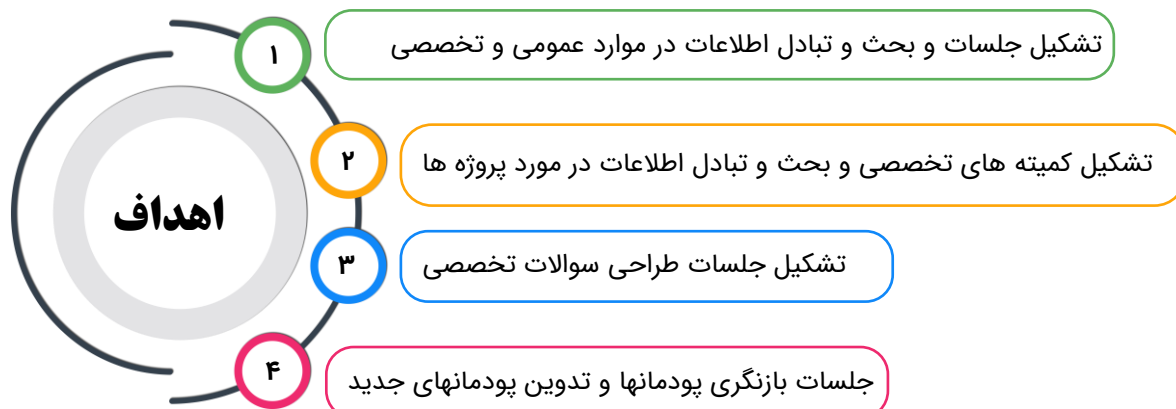 اهداف
۱
تشکیل جلسات و بحث و تبادل اطلاعات در موارد عمومی و تخصصی
۲
تشکیل کمیته های تخصصی و بحث و تبادل اطلاعات در مورد پروژه ها
۳
تشکیل جلسات طراحی سوالات تخصصی
۴
جلسات بازنگری پودمانها و تدوین پودمانهای جدید